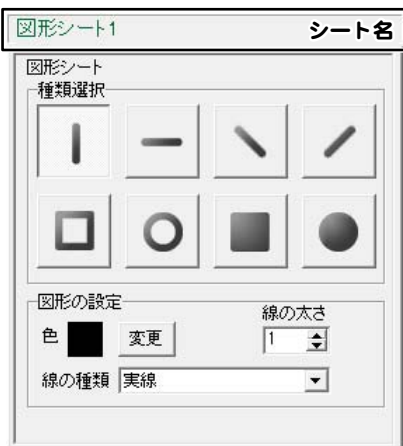 図形シート1 シート名
図形シート
種類選択
図形の設定
線の太さ
色 変更 1
線の種類 実線